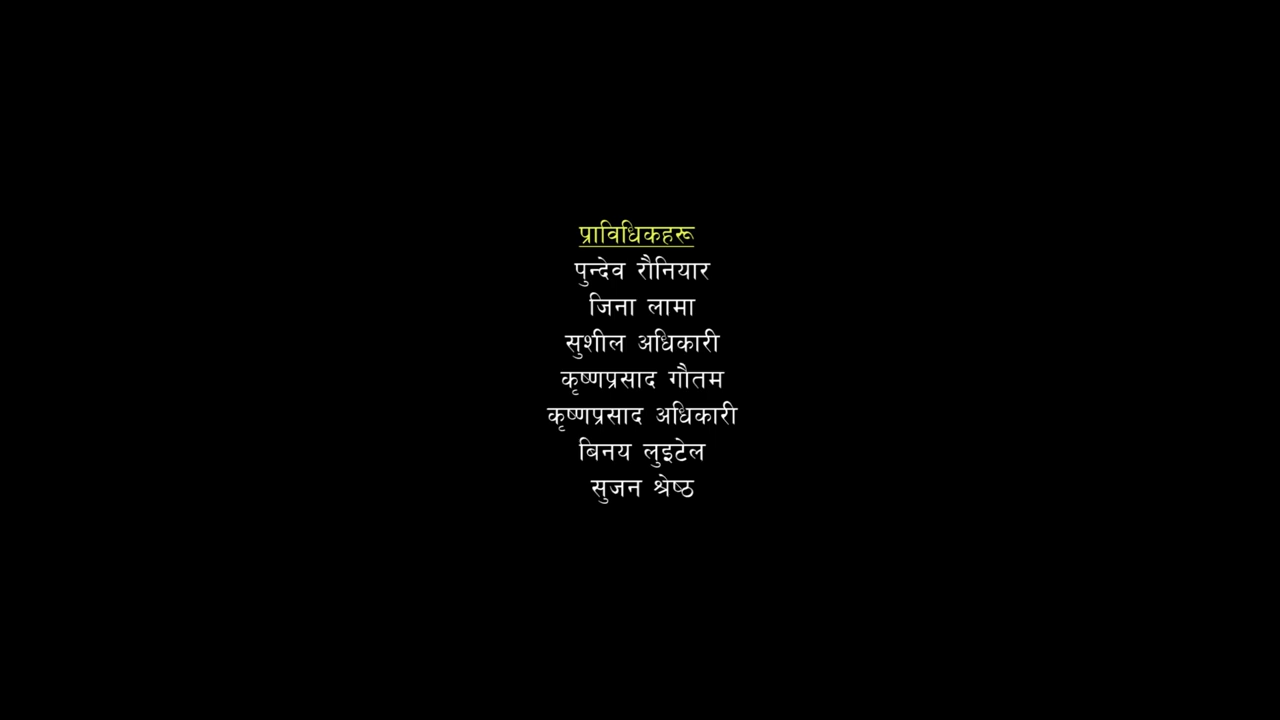 प्राविधिकहरू
पुन्देव रौनियार
जिना लामा
सुशील अधिकारी
कृष्णप्रसाद गौतम
कृष्णप्रसाद अधिकारी
बिनय लुइटेल
सुजन श्रेष्ठ